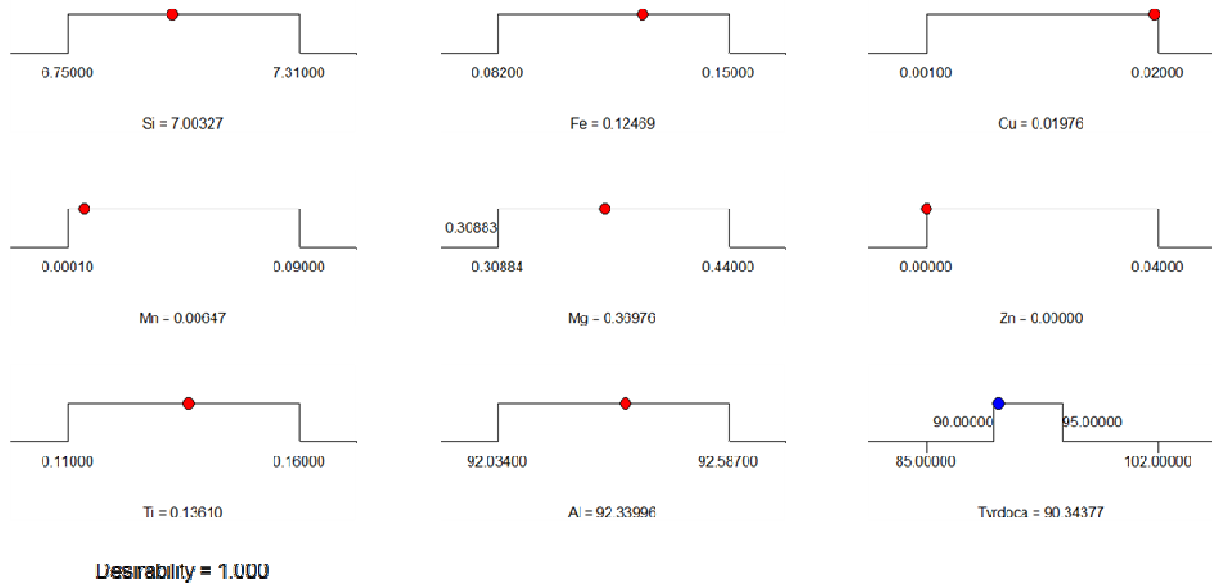 6.75000 7.31000 0.08200 0.15000 0.00100 0.02000
Si = 7.00327 Fe = 0.12469 Cu = 0.01976
0.30883
0.00010 0.09000 0.30884 0.44000 0.00000 0.04000
Mn = 0.00647 Mg = 0.36976 Zn = 0.00000
90.00000 95.00000
0.11000 0.16000 92.03400 92.58700 85.00000 102.00000
Ti = 0.13610 Al = 92.33996 Tvrdoca = 90.34377
Desirability = 1.000